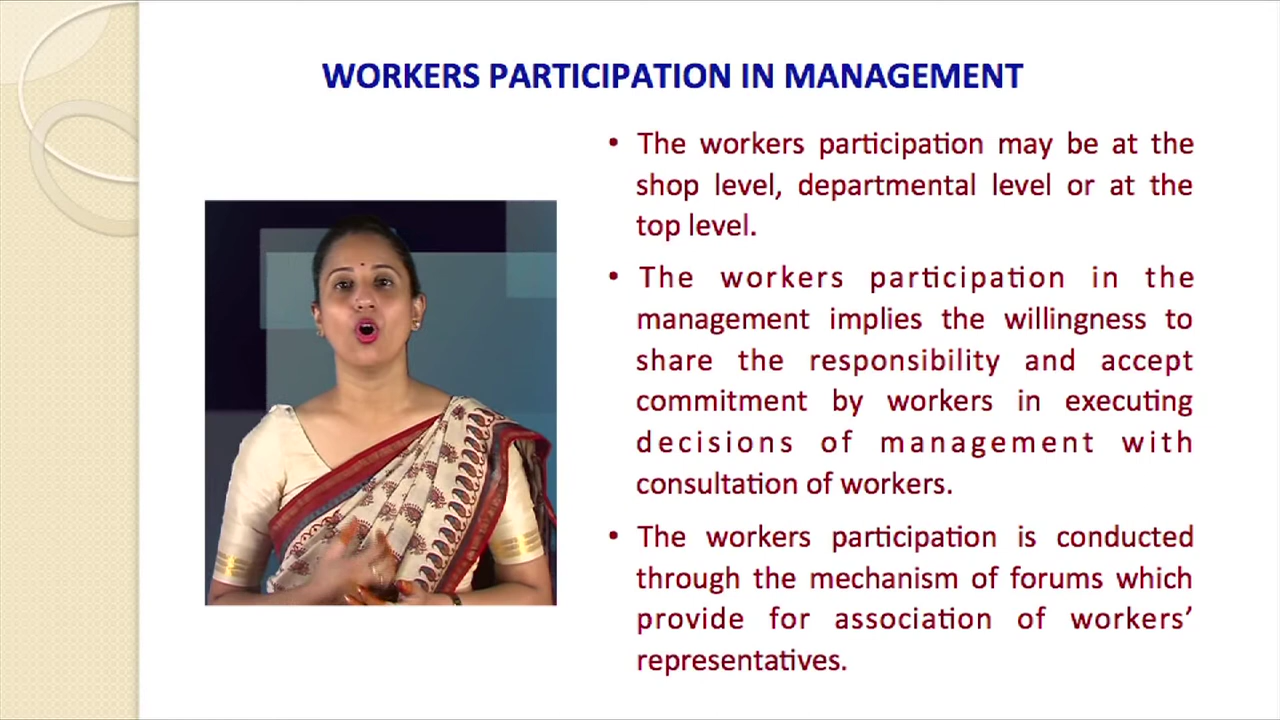 WORKERS PARTICIPATION IN MANAGEMENT
• The workers participation may be at the
shop level, departmental level or at the
top level.
• The workers participation in the
management implies the willingness to
share the responsibility and accept
commitment by workers in executing
decisions of management with
consultation of workers.
• The workers participation is conducted
through the mechanism of forums which
provide for association of workers’
representatives.